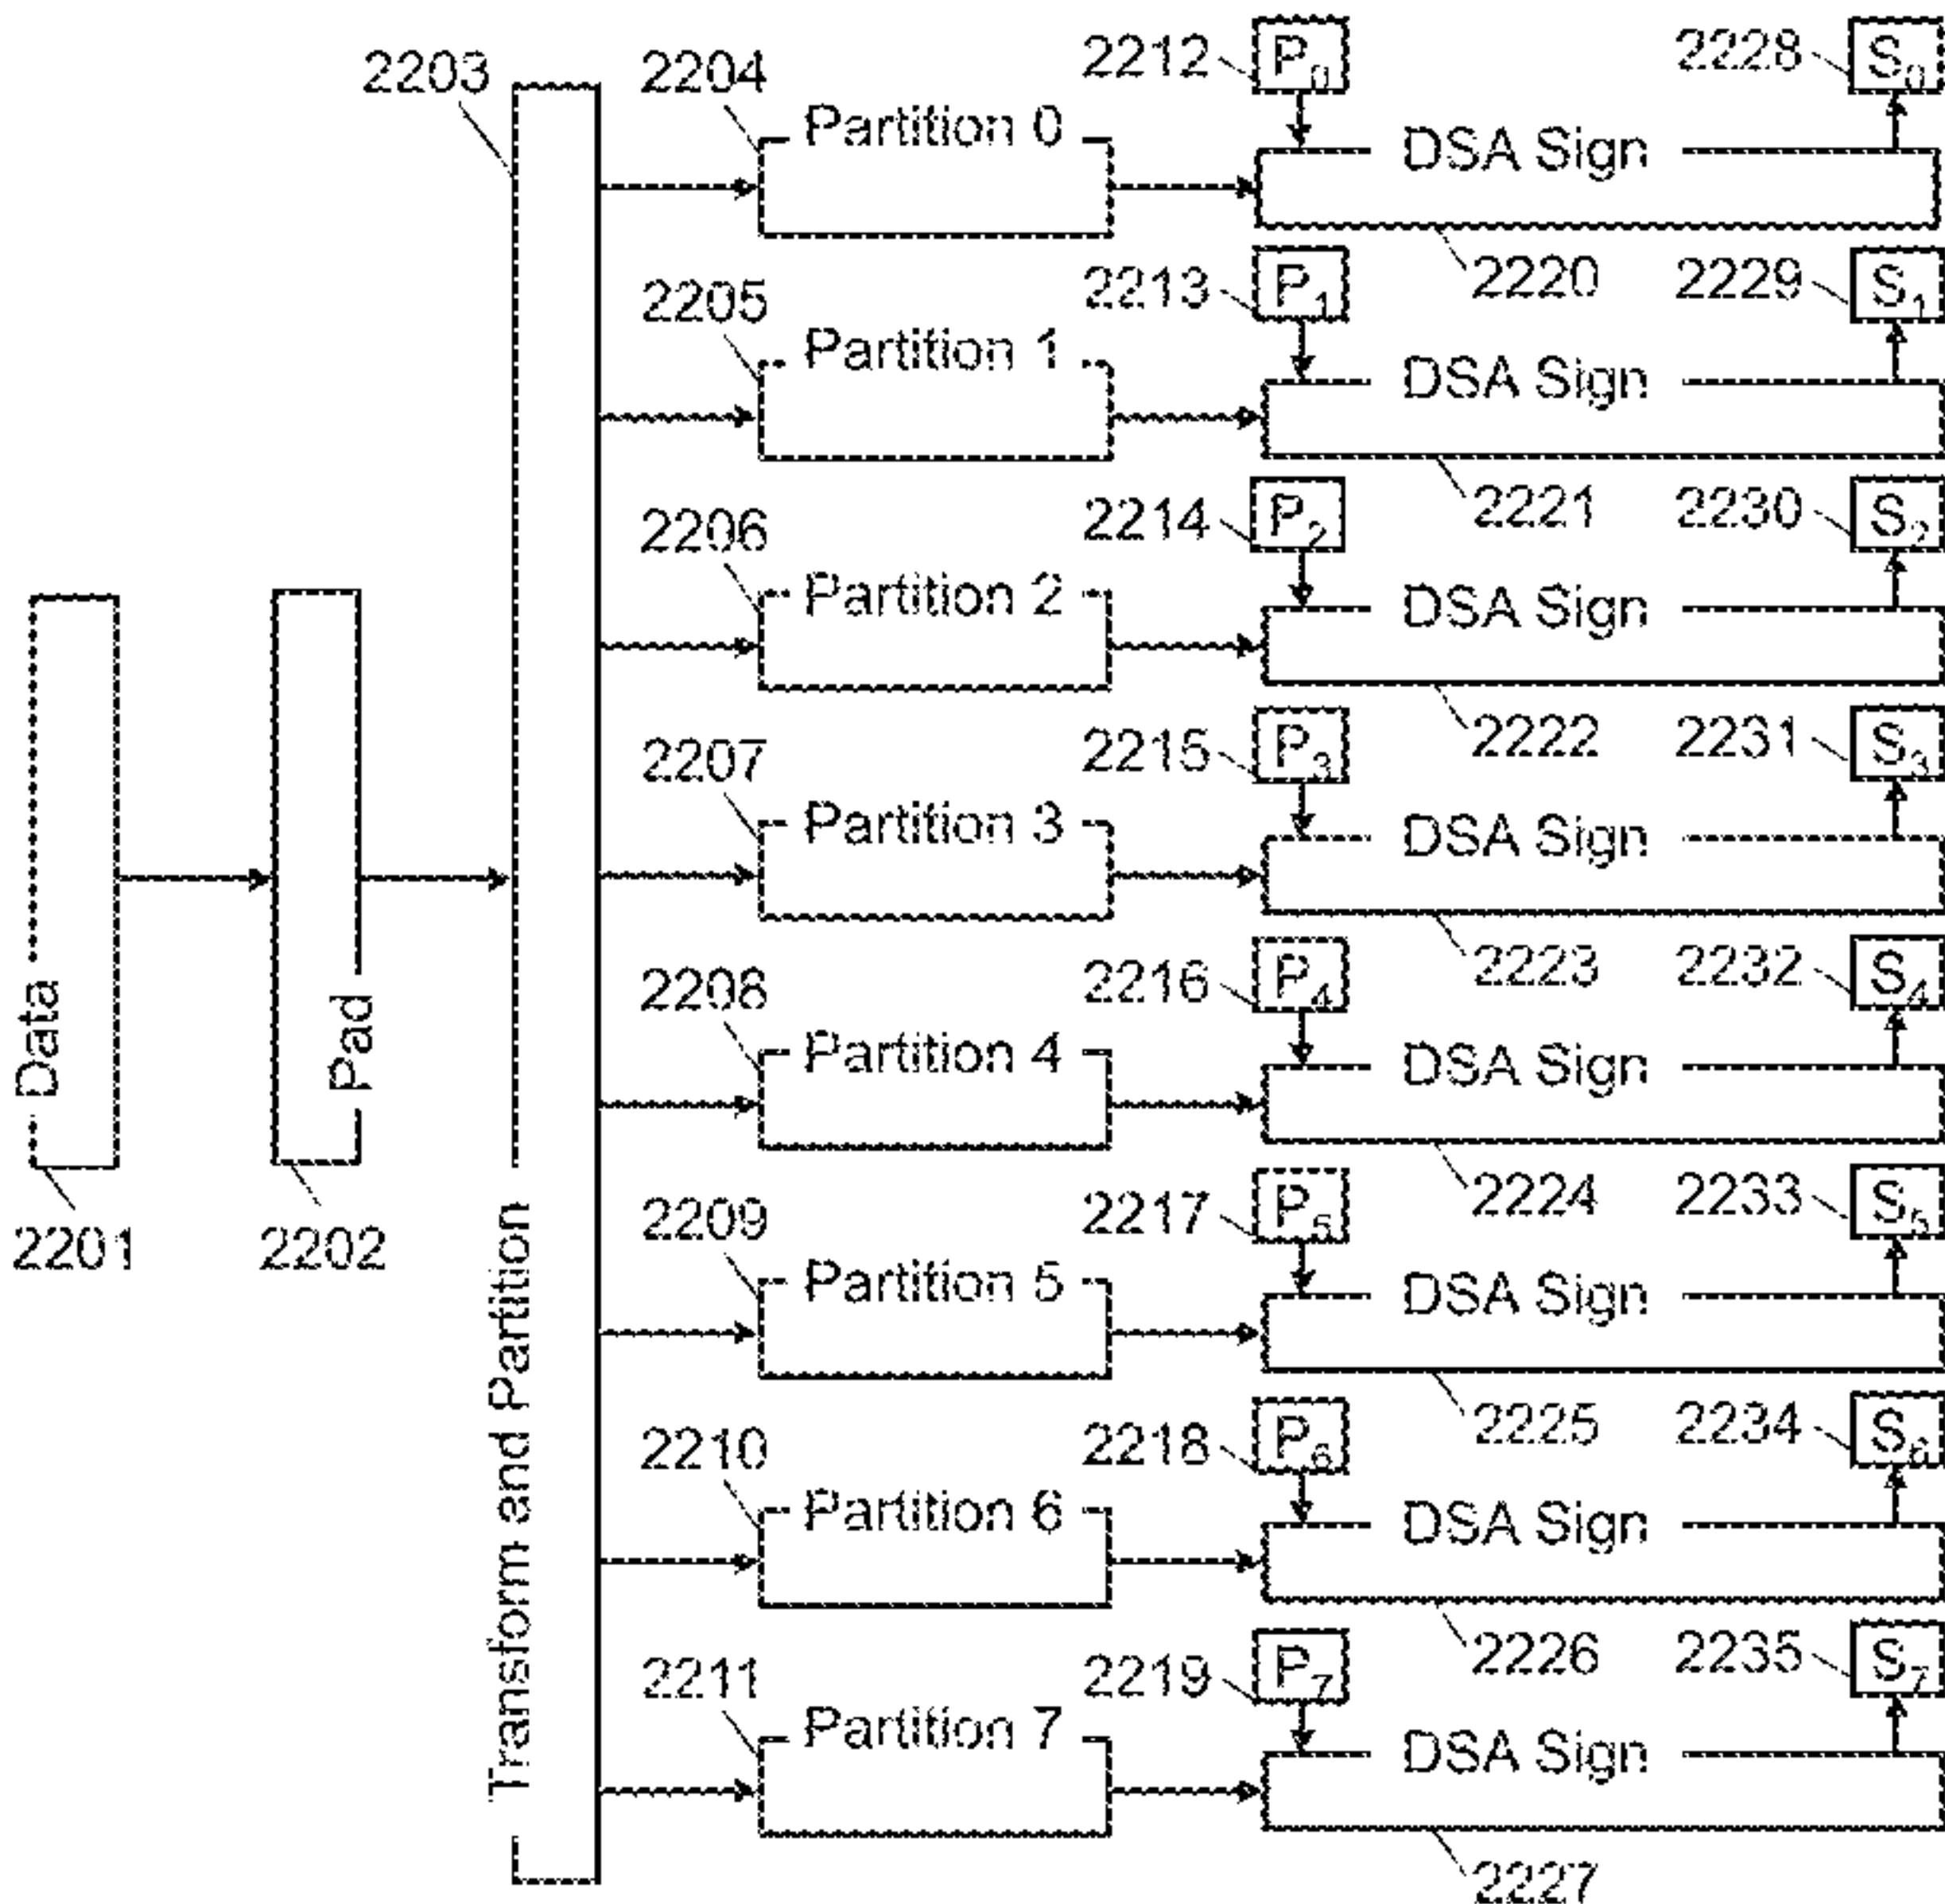 2203
2204
2212
P0
2228
S0
Partition 0
DSA Sign
2220
2205
2213
P1
2229
S1
Partition 1
DSA Sign
2221
2206
2214
P2
2230
S2
Partition 2
DSA Sign
2222
2207
2215
P3
2231
S3
Partition 3
DSA Sign
2223
2208
2216
P4
2232
S4
Partition 4
DSA Sign
2224
2209
2217
P5
2233
S5
Partition 5
DSA Sign
2225
2210
2218
P6
2234
S6
Partition 6
DSA Sign
2226
2211
2219
P7
2235
S7
Partition 7
DSA Sign
2227
Data
2201
Pad
2202
Transform and Partition